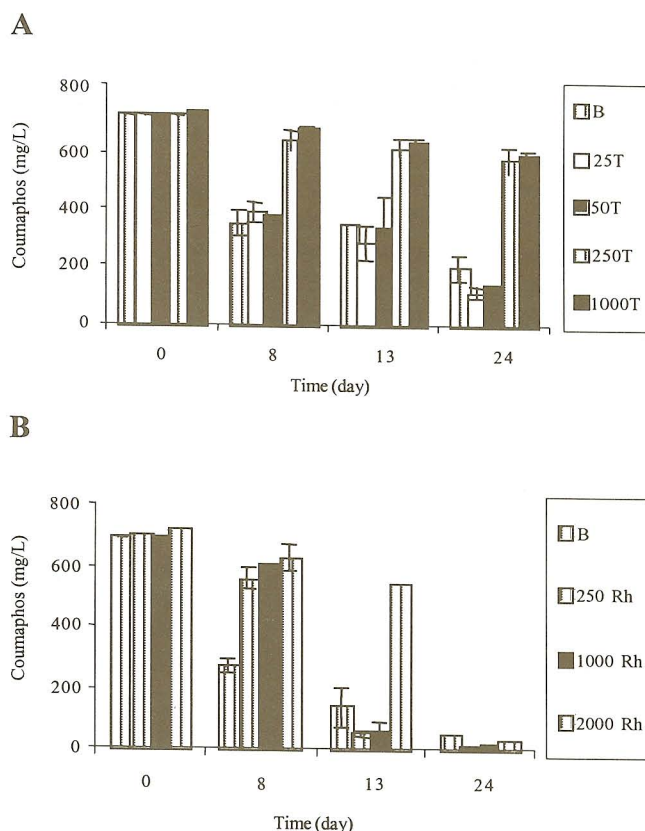 A
Coumaphos (mg/L)
800
600
400
200
0
0 8 13 24
Time (day)
B
25T
50T
250T
1000T
B
Coumaphos (mg/L)
800
600
400
200
0
0 8 13 24
Time (day)
B
250 Rh
1000 Rh
2000 Rh